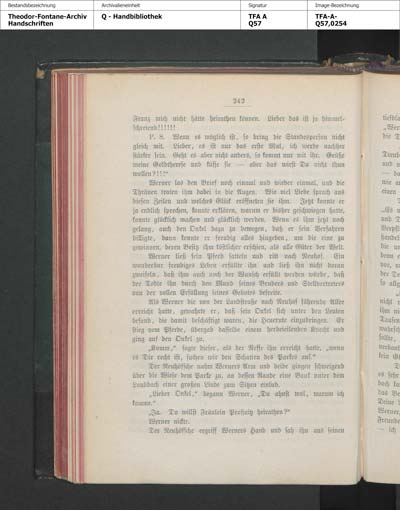 Bestandsbezeichnung
Theodor-Fontane-Archiv
Handschriften
Archivalieneinheit
Q - Handbibliothek
Signatur
TFA A
Q57
Image-Bezeichnung
TFA-A-
Q57,0254
242
Franz mich nicht hätte heirathen können. Lieber das ist ja himmel-
schreiend!!!!!!
P. S. Wenn es möglich ist, so bring die Standesperson nicht
gleich mit. Lieber, es ist nur das erste Mal, ich werde nachher
stärker sein. Geht es aber nicht anders, so kommt nur mit ihr. Grüße
meine Goldtherese und küsse sie — aber das wirst Du nicht thun
wollen?!!!"
Werner las den Brief noch einmal und wieder einmal, und die
Thränen traten ihm dabei in die Augen. Wie viel Liebe sprach aus
diesen Zeilen und welches Glück eröffneten sie ihm. Jetzt konnte er
ja endlich sprechen, konnte erklären, warum er bisher geschwiegen hatte,
konnte glücklich machen und glücklich werden. Wenn es ihm jetzt noch
gelang, auch den Onkel dazu zu bewegen, daß er sein Verfahren
billigte, dann konnte er freudig alles hingeben, um die eine zu
gewinnen, deren Besitz ihm köstlicher erschien, als alle Güter der Welt.
Werner ließ sein Pferd satteln und ritt nach Neuhof. Ein
wunderbar freudiges Leben erfüllte ihn und ließ ihn nicht daran
zweifeln, daß ihm auch noch der Wunsch erfüllt werden würde, daß
der Todte ihn durch den Mund seines Bruders und Stellvertreters
von der vollen Erfüllung seines Gelübdes befreite.
Als Werner die von der Landstraße nach Neuhof führende Allee
erreicht hatte, gewahrte er, daß sein Onkel sich unter den Leuten
befand, die damit beschäftigt waren, die Heuernte einzubringen. Er
stieg vom Pferde, übergab dasselbe einem herbeieilenden Knecht und
ging auf den Onkel zu.
„Komm," sagte dieser, als der Neffe ihn erreicht hatte, „wenn
es Dir recht ist, suchen wir den Schatten des Parkes auf."
Der Neuhöfsche nahm Werners Arm und beide gingen schweigend
über die Wiese dem Parke zu, an dessen Rande eine Bank unter dem
Laubdach einer großen Linde zum Sitzen einlud.
„Lieber Onkel," begann Werner, „Du ahnst wol, warum ich
komme."
„Ja. Du willst Fräulein heirathen?"
Werner nickte.
Der Neuhöfsche ergriff Werners Hand und sah ihn aus seinen